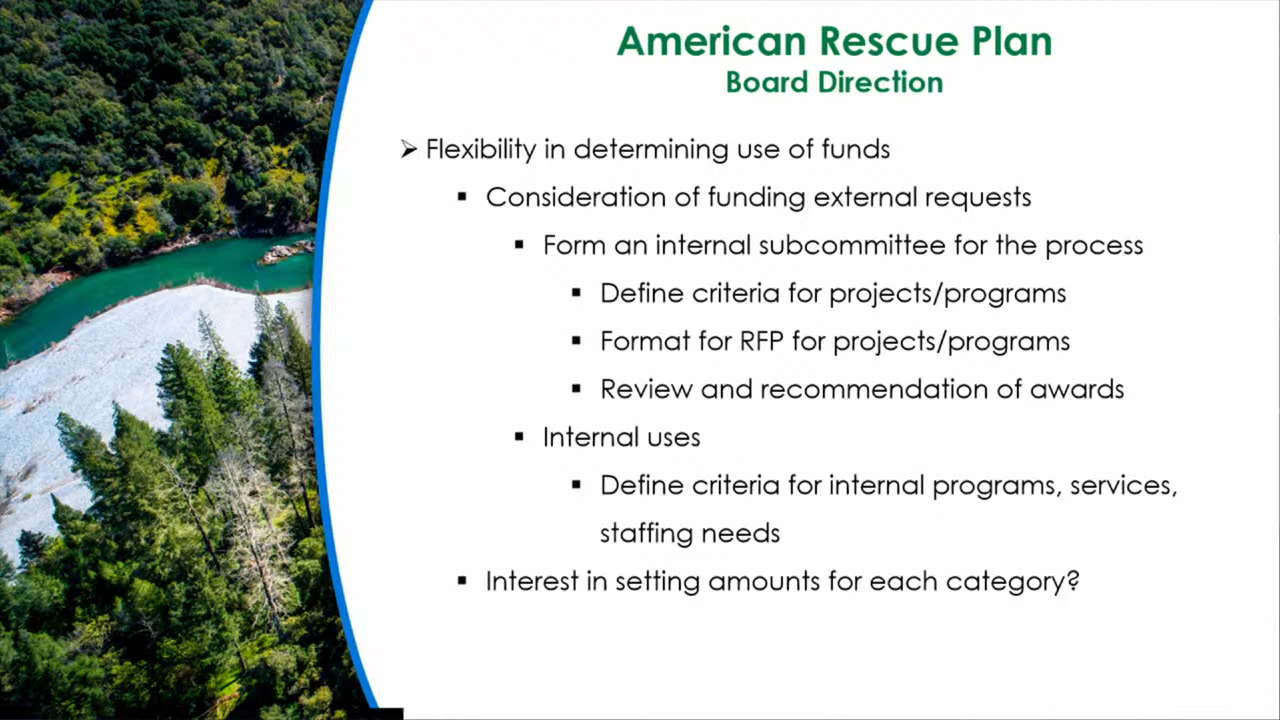 American Rescue Plan
Board Direction
➢ Flexibility in determining use of funds
▪ Consideration of funding external requests
▪ Form an internal subcommittee for the process
▪ Define criteria for projects/programs
▪ Format for RFP for projects/programs
▪ Review and recommendation of awards
▪ Internal uses
▪ Define criteria for internal programs, services,
staffing needs
▪ Interest in setting amounts for each category?